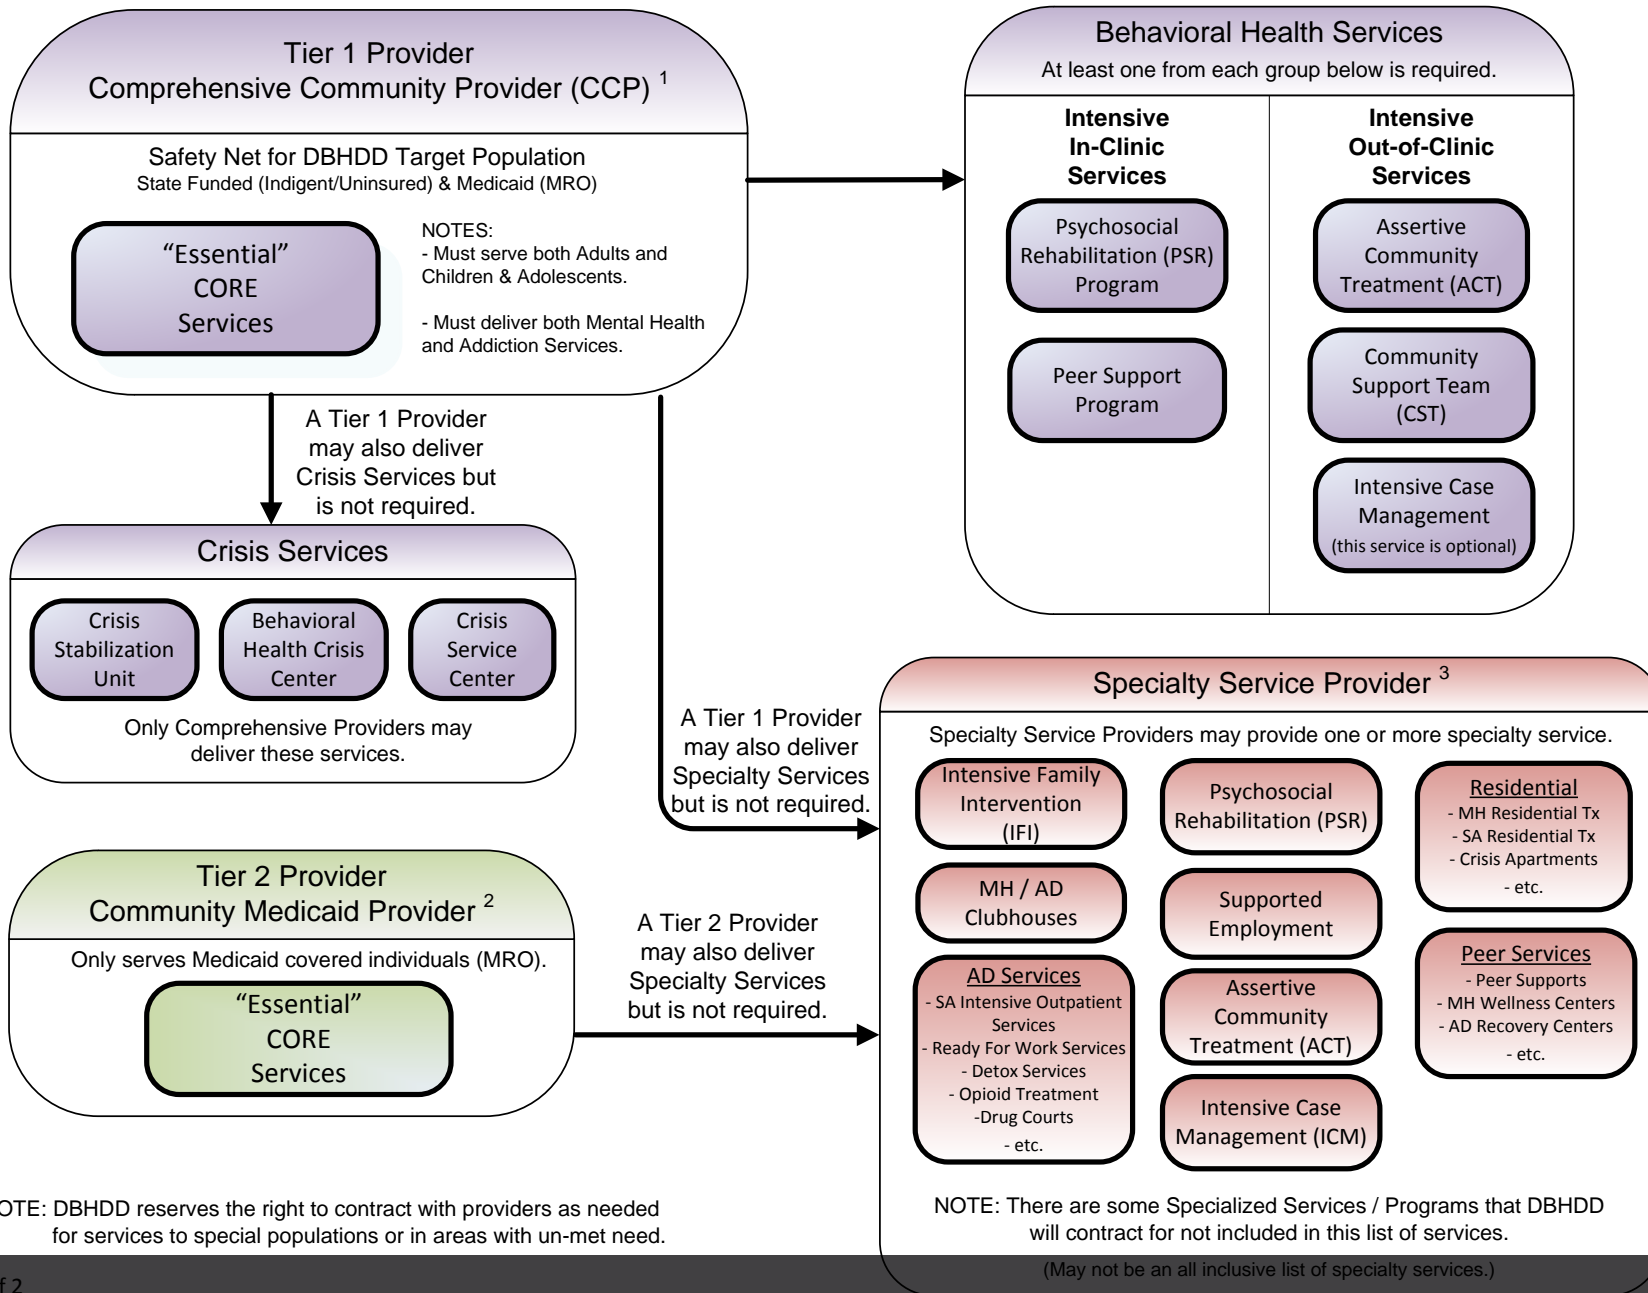 Tier 1 Provider
Comprehensive Community Provider (CCP) 1
Safety Net for DBHDD Target Population
State Funded (Indigent/Uninsured) & Medicaid (MRO)
“Essential”
CORE
Services
NOTES:
- Must serve both Adults and
Children & Adolescents.
- Must deliver both Mental Health
and Addiction Services.
Behavioral Health Services
At least one from each group below is required.
Intensive
In-Clinic
Services
Psychosocial
Rehabilitation (PSR)
Program
Peer Support
Program
Intensive
Out-of-Clinic
Services
Assertive
Community
Treatment (ACT)
Community
Support Team
(CST)
Intensive Case
Management
(this service is optional)
A Tier 1 Provider
may also deliver
Crisis Services but
is not required.
Crisis Services
Crisis
Stabilization
Unit
Behavioral
Health Crisis
Center
Crisis
Service
Center
Only Comprehensive Providers may
deliver these services.
A Tier 1 Provider
may also deliver
Specialty Services
but is not required.
Tier 2 Provider
Community Medicaid Provider 2
Only serves Medicaid covered individuals (MRO).
“Essential”
CORE
Services
A Tier 2 Provider
may also deliver
Specialty Services
but is not required.
Specialty Service Provider 3
Specialty Service Providers may provide one or more specialty service.
Intensive Family
Intervention
(IFI)
MH / AD
Clubhouses
AD Services
- SA Intensive Outpatient
Services
- Ready For Work Services
- Detox Services
- Opioid Treatment
-Drug Courts
- etc.
Psychosocial
Rehabilitation (PSR)
Supported
Employment
Assertive
Community
Treatment (ACT)
Intensive Case
Management (ICM)
Residential
- MH Residential Tx
- SA Residential Tx
- Crisis Apartments
- etc.
Peer Services
- Peer Supports
- MH Wellness Centers
- AD Recovery Centers
- etc.
NOTE: There are some Specialized Services / Programs that DBHDD
will contract for not included in this list of services.
(May not be an all inclusive list of specialty services.)
OTE: DBHDD reserves the right to contract with providers as needed
for services to special populations or in areas with un-met need.
f 2